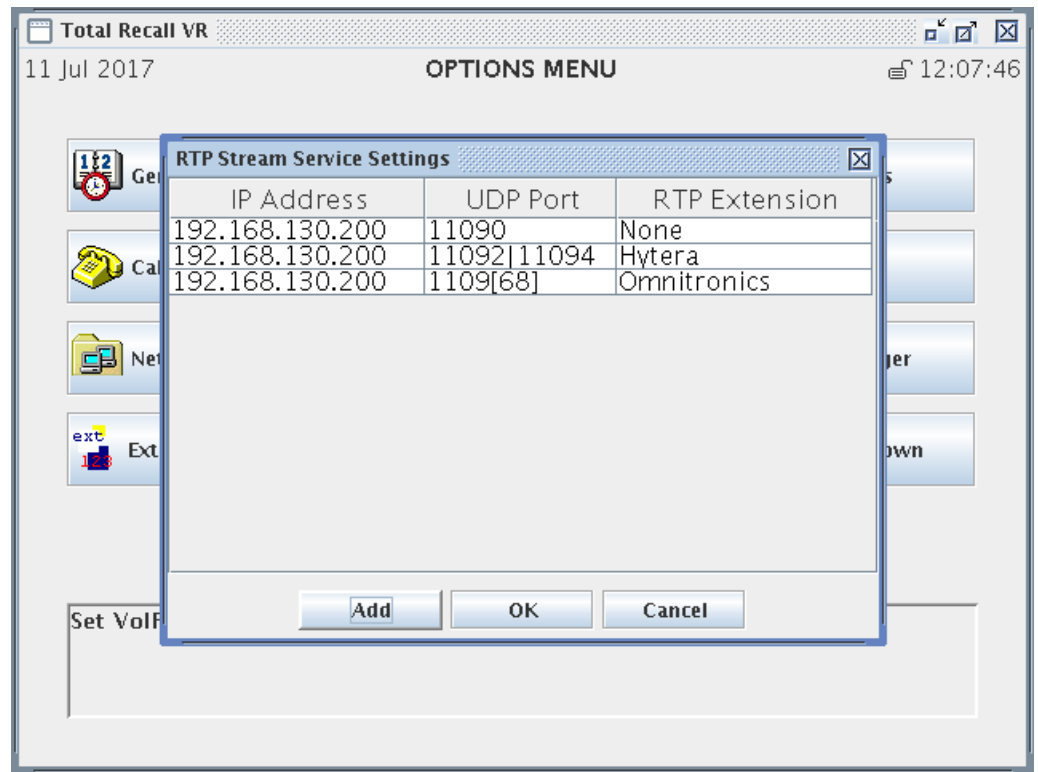 Total Recall VR
11 Jul 2017 OPTIONS MENU 12:07:46
RTP Stream Service Settings
IP Address UDP Port RTP Extension
192.168.130.200 11090 None
192.168.130.200 11092|11094 Hytera
192.168.130.200 1109[68] Omnitronics
Ext
ext
123
Add OK Cancel
Set